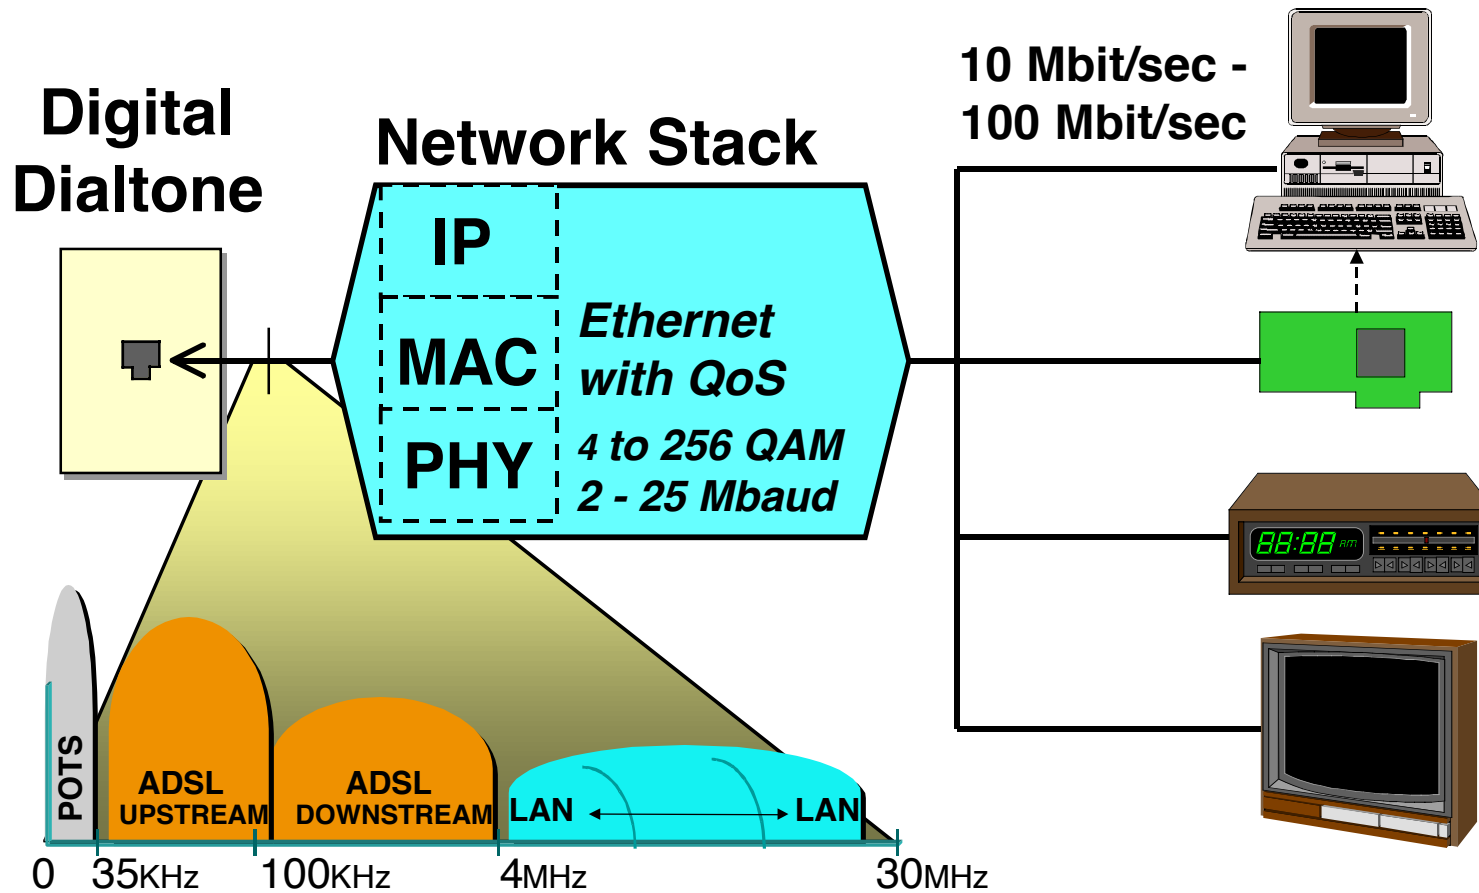 Digital
Dialtone
Network Stack
10 Mbit/sec -
100 Mbit/sec
IP
MAC
PHY
Ethernet
with QoS
4 to 256 QAM
2 - 25 Mbaud
88:88 AM
POTS
ADSL
UPSTREAM
ADSL
DOWNSTREAM
LAN
LAN
0
35KHz
100KHz
4MHz
30MHz